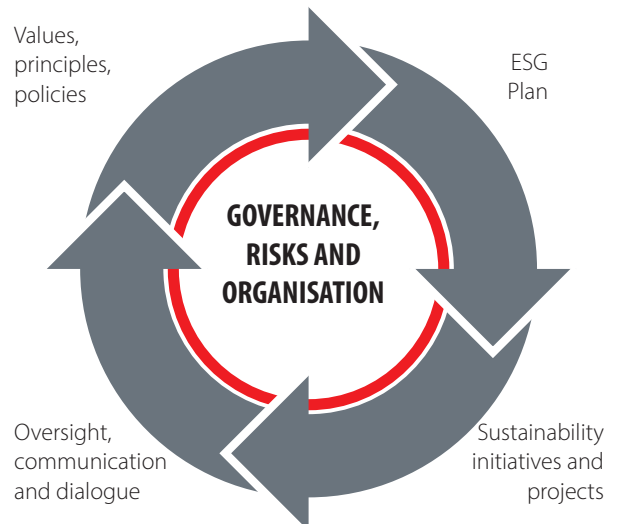 Values,
principles,
policies
ESG
Plan
GOVERNANCE,
RISKS AND
ORGANISATION
Oversight,
communication
and dialogue
Sustainability
initiatives and
projects